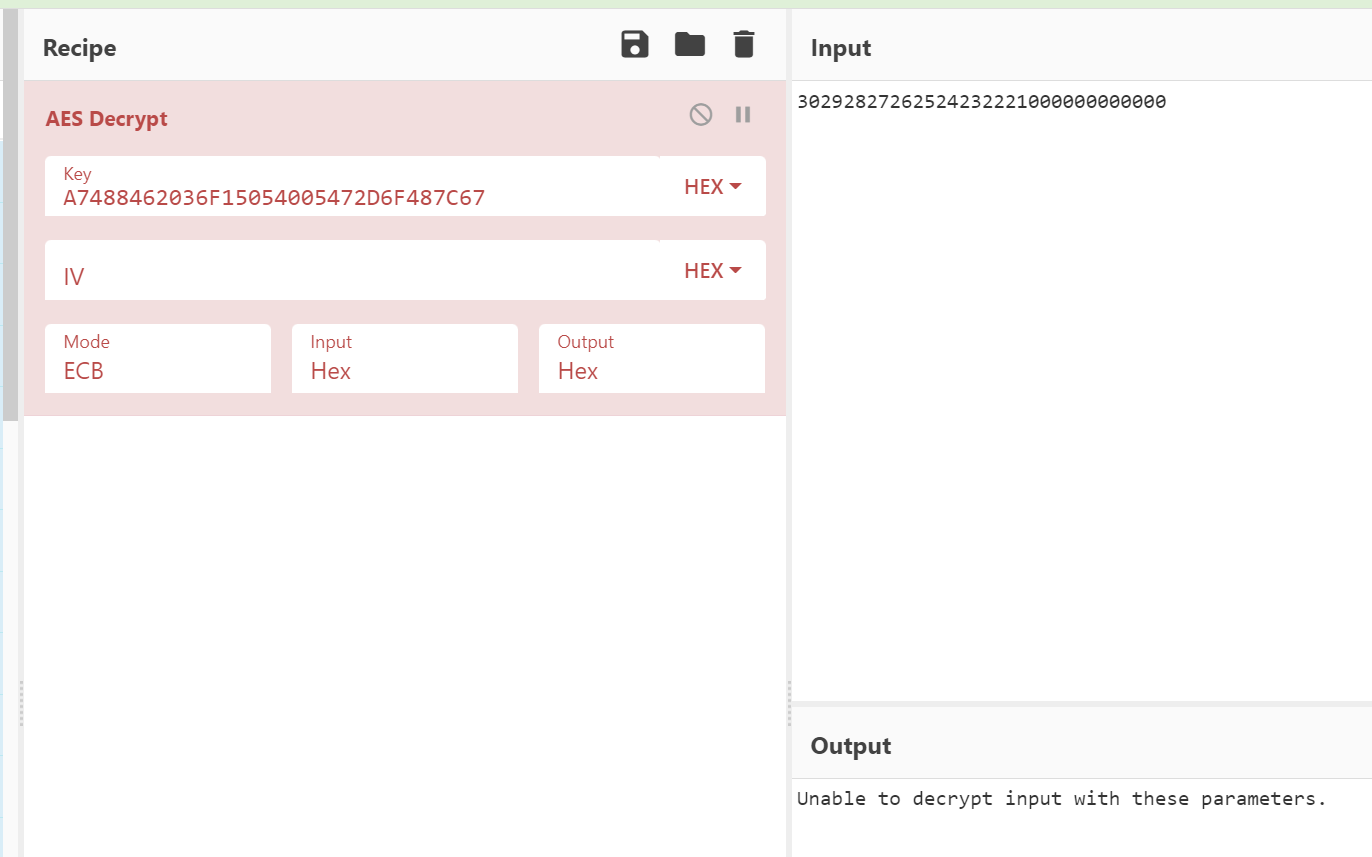 Recipe
AES Decrypt
Key
A7488462036F15054005472D6F487C67
HEX
IV
HEX
Mode
ECB
Input
Hex
Output
Hex
Input
30292827262524232221000000000000
Output
Unable to decrypt input with these parameters.